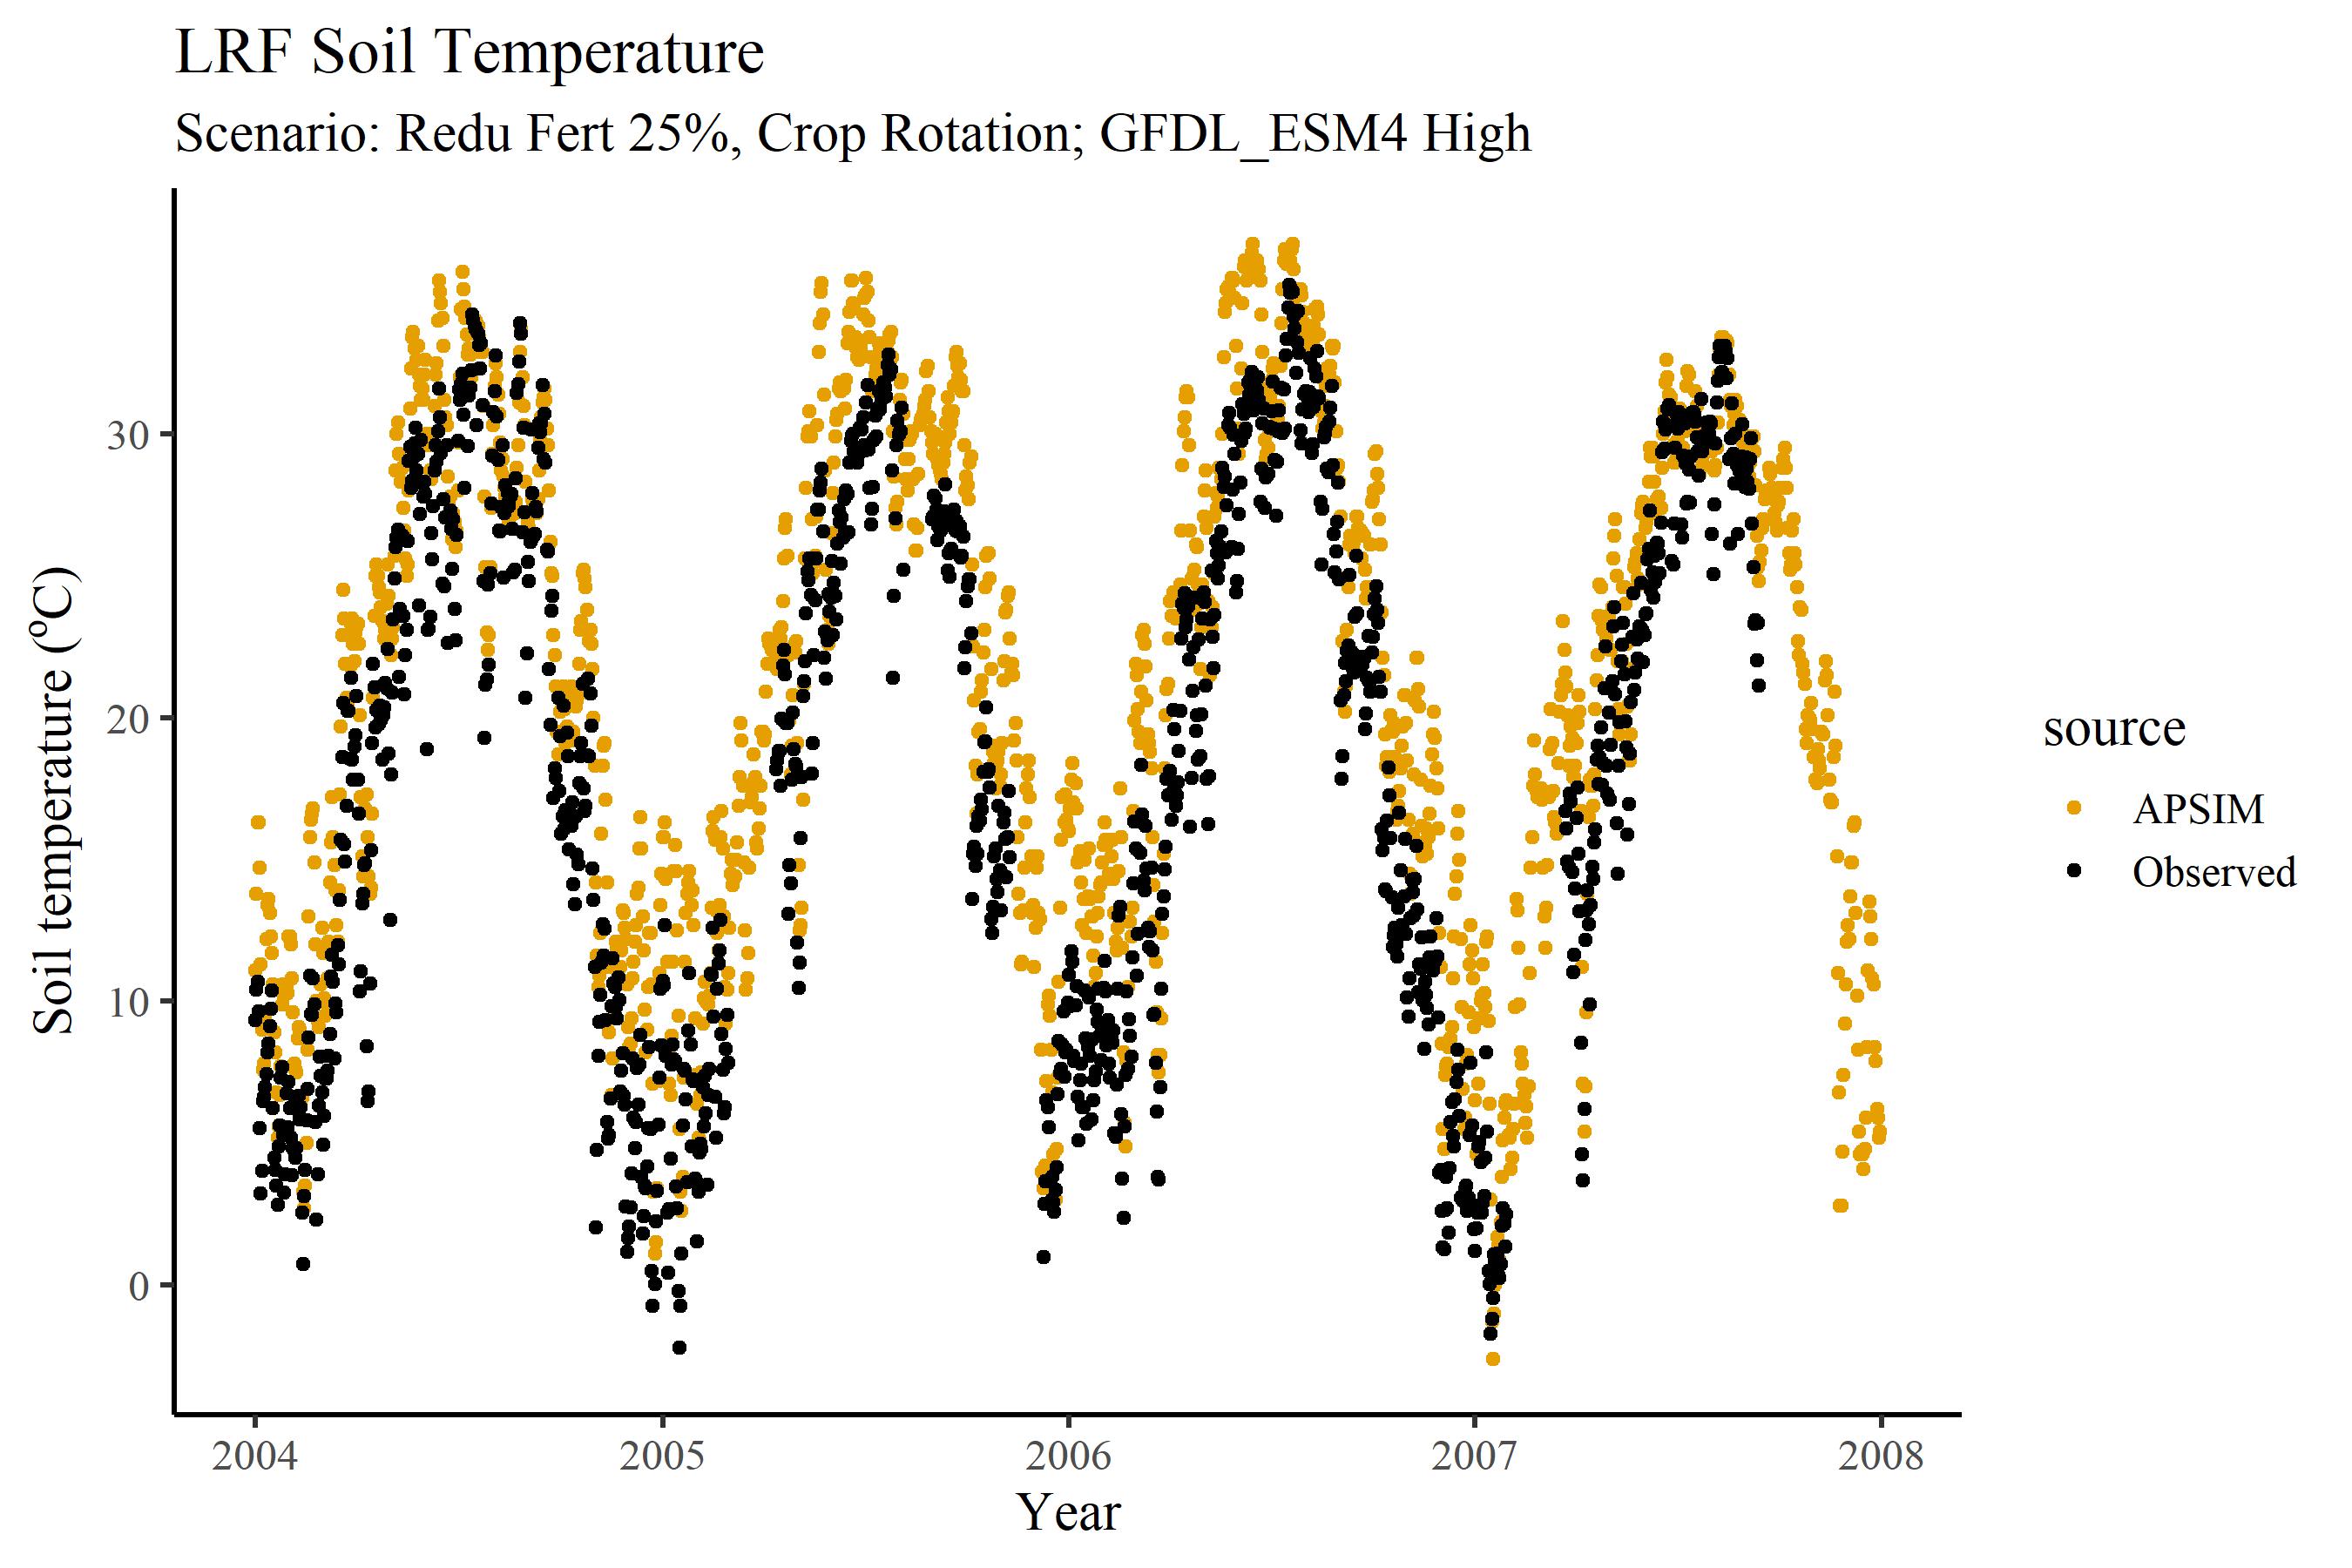 LRF Soil Temperature
Scenario: Redu Fert 25%, Crop Rotation; GFDL_ESM4 High
Soil temperature (ºC)
30
20
10
0
2004 2005 2006 2007 2008
Year
source
APSIM
Observed